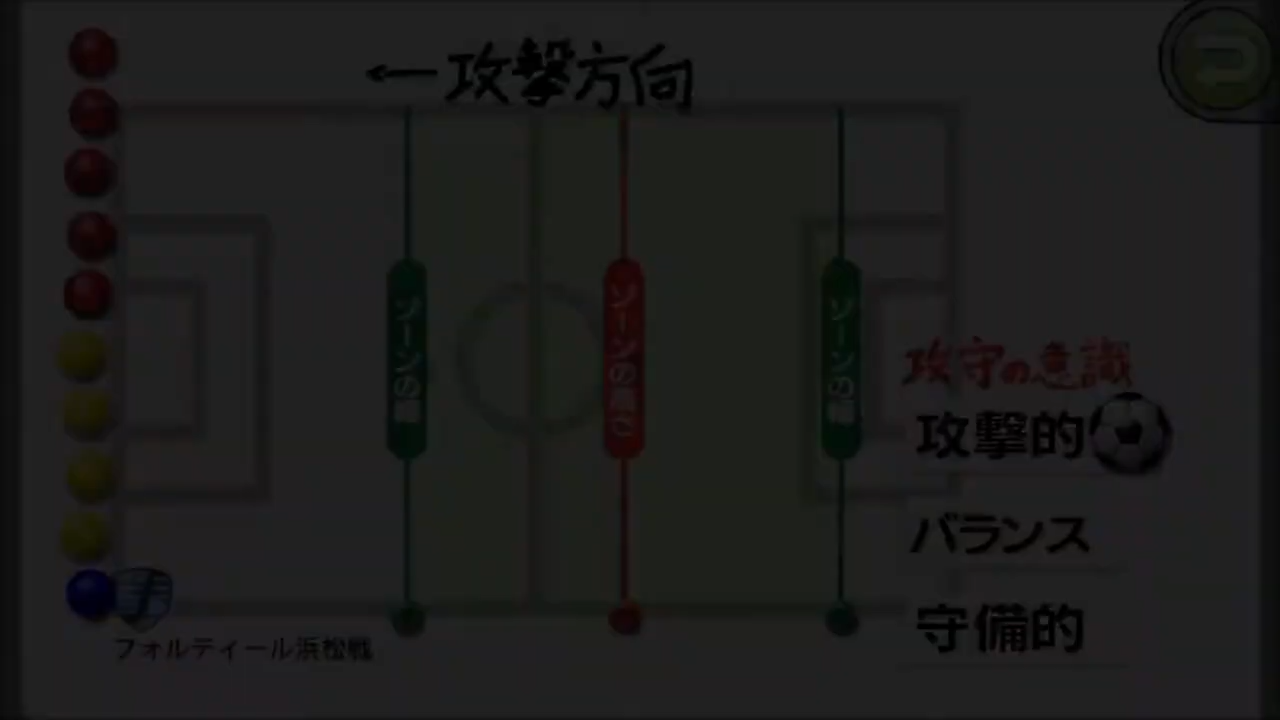 ←攻撃方向
ゾーンの幅
ゾーンの高さ
ゾーンの幅
攻守の意識
攻撃的
バランス
守備的
フォルティール浜松戦